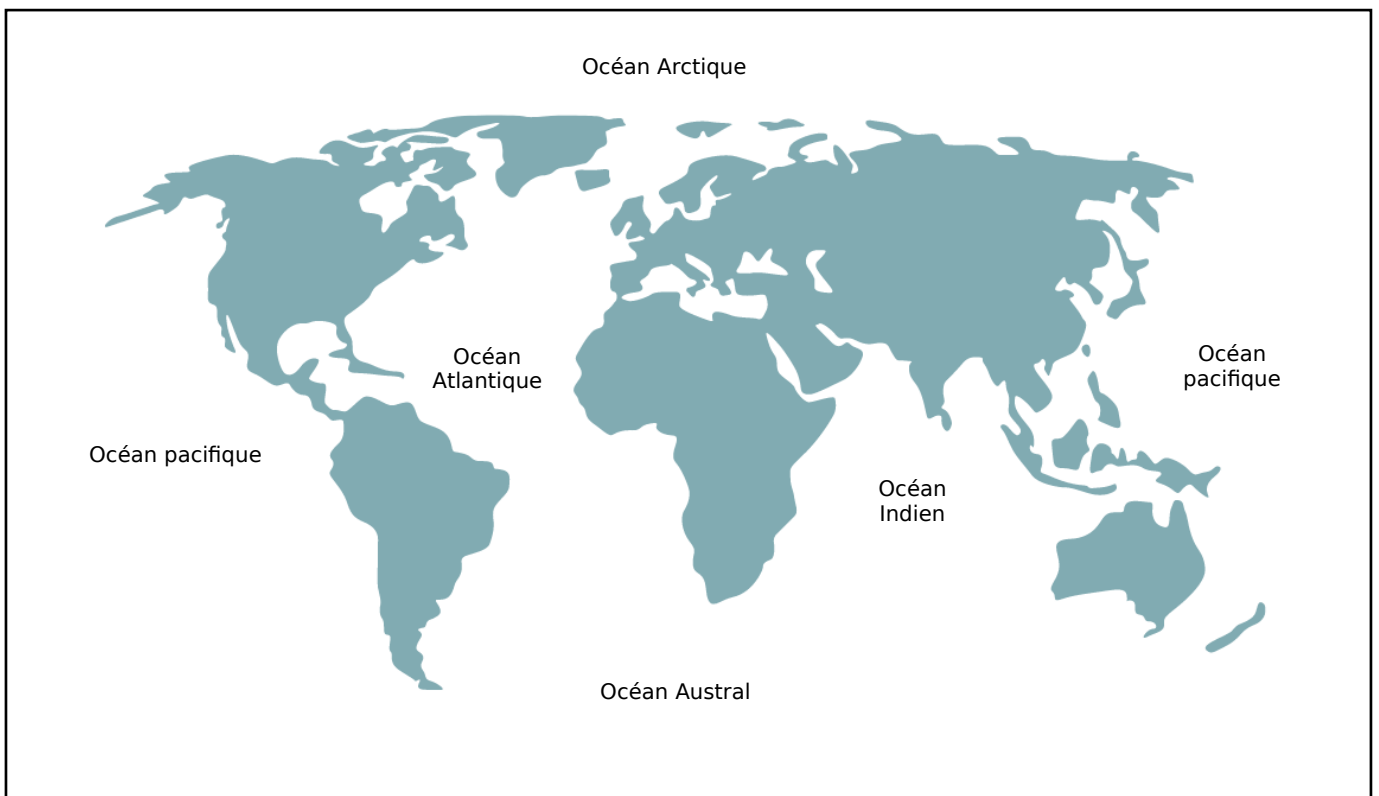 Océan Arctique
Océan
Atlantique
Océan
pacifique
Océan pacifique
Océan
Indien
Océan Austral